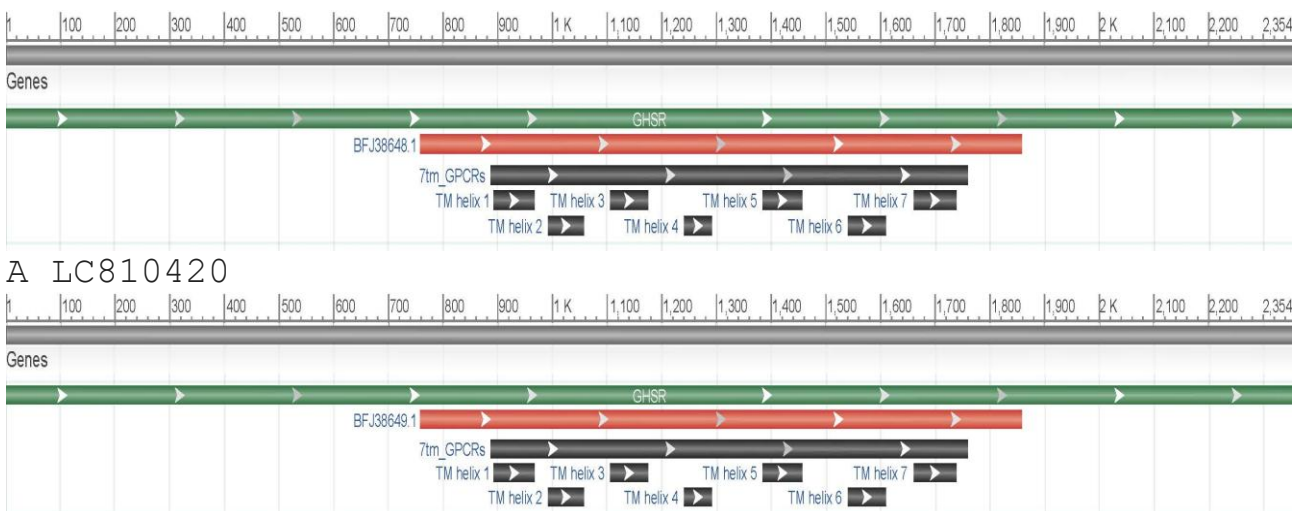 1 100 200 300 400 500 600 700 800 900 1 K 1,100 1,200 1,300 1,400 1,500 1,600 1,700 1,800 1,900 2 K 2,100 2,200 2,354
Genes
GHSR
BFJ38648.1
7tm_GPCRs
TM helix 1 TM helix 3 TM helix 5 TM helix 7
TM helix 2 TM helix 4 TM helix 6
A LC810420
1 100 200 300 400 500 600 700 800 900 1 K 1,100 1,200 1,300 1,400 1,500 1,600 1,700 1,800 1,900 2 K 2,100 2,200 2,354
Genes
GHSR
BFJ38649.1
7tm_GPCRs
TM helix 1 TM helix 3 TM helix 5 TM helix 7
TM helix 2 TM helix 4 TM helix 6